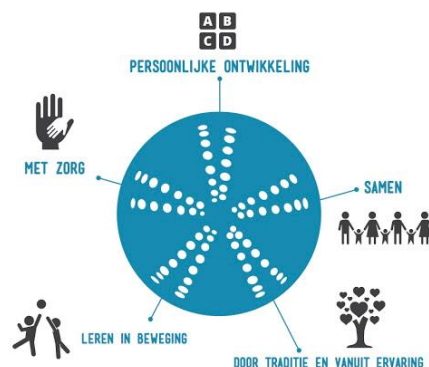 A B
C D
PERSOONLIJKE ONTWIKKELING
MET ZORG
SAMEN
LEREN IN BEWEGING
DOOR TRADITIE EN VANUIT ERVARING